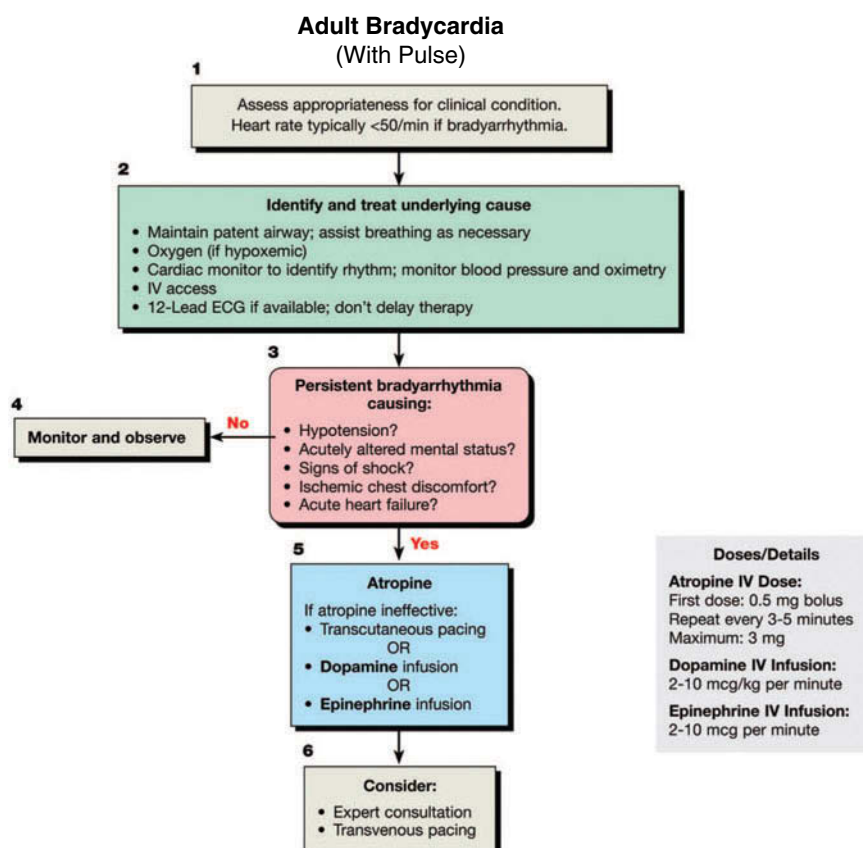 Adult Bradycardia
(With Pulse)
1
Assess appropriateness for clinical condition.
Heart rate typically <50/min if bradyarrhythmia.
2
Identify and treat underlying cause
• Maintain patent airway; assist breathing as necessary
• Oxygen (if hypoxemic)
• Cardiac monitor to identify rhythm; monitor blood pressure and oximetry
• IV access
• 12-Lead ECG if available; don't delay therapy
3
Persistent bradyarrhythmia
causing:
• Hypotension?
• Acutely altered mental status?
• Signs of shock?
• Ischemic chest discomfort?
• Acute heart failure?
4
No
Monitor and observe
Yes
5
Atropine
If atropine ineffective:
• Transcutaneous pacing
OR
• Dopamine infusion
OR
• Epinephrine infusion
6
Consider:
• Expert consultation
• Transvenous pacing
Doses/Details
Atropine IV Dose:
First dose: 0.5 mg bolus
Repeat every 3-5 minutes
Maximum: 3 mg
Dopamine IV Infusion:
2-10 mcg/kg per minute
Epinephrine IV Infusion:
2-10 mcg per minute